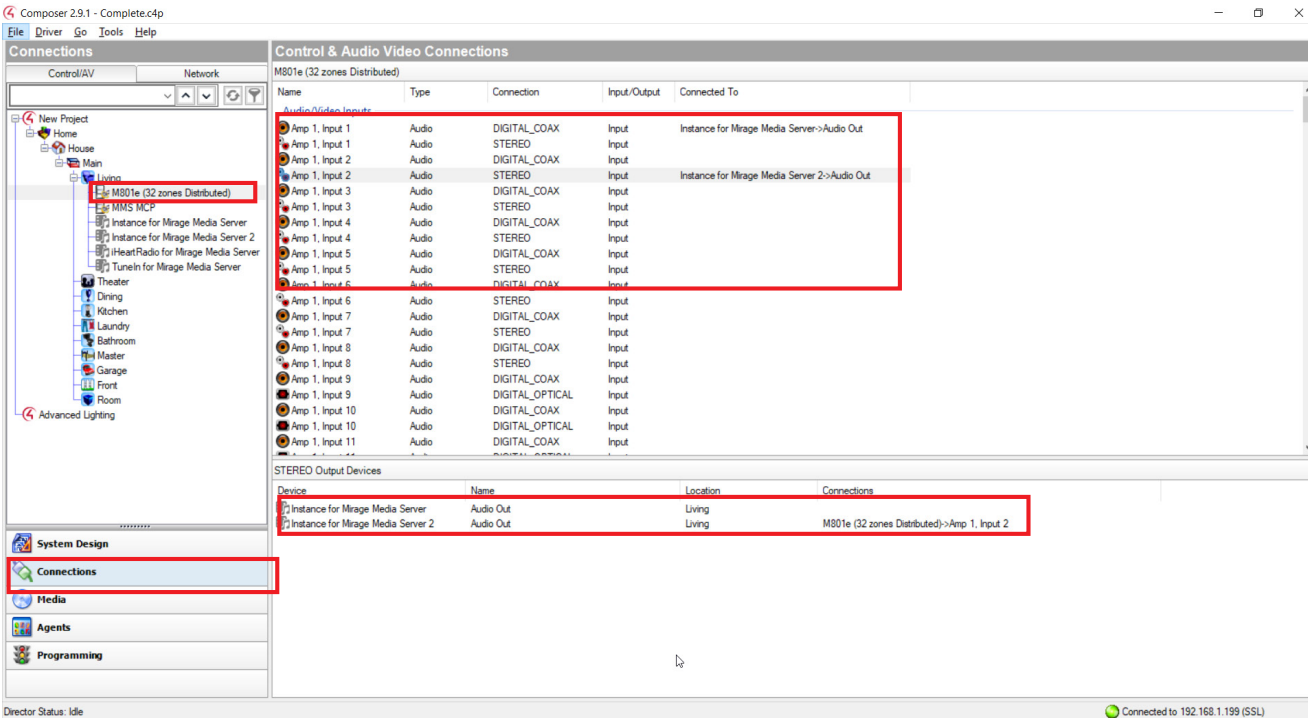 Composer 2.9.1 - Complete.c4p
File Driver Go Tools Help
Connections
Control/AV Network
New Project
Home
House
Main
Living
M801e (32 zones Distributed)
MMS MCP
Instance for Mirage Media Server
Instance for Mirage Media Server 2
iHeartRadio for Mirage Media Server
TuneIn for Mirage Media Server
Theater
Dining
Kitchen
Laundry
Bathroom
Master
Garage
Front
Room
Advanced Lighting
System Design
Connections
Media
Agents
Programming
Control & Audio Video Connections
M801e (32 zones Distributed)
Name Type Connection Input/Output Connected To
Audio/Video Inputs
Amp 1, Input 1 Audio DIGITAL_COAX Input Instance for Mirage Media Server->Audio Out
Amp 1, Input 1 Audio STEREO Input
Amp 1, Input 2 Audio DIGITAL_COAX Input
Amp 1, Input 2 Audio STEREO Input Instance for Mirage Media Server 2->Audio Out
Amp 1, Input 3 Audio DIGITAL_COAX Input
Amp 1, Input 3 Audio STEREO Input
Amp 1, Input 4 Audio DIGITAL_COAX Input
Amp 1, Input 4 Audio STEREO Input
Amp 1, Input 5 Audio DIGITAL_COAX Input
Amp 1, Input 5 Audio STEREO Input
Amp 1, Input 6 Audio DIGITAL_COAX Input
Amp 1, Input 6 Audio STEREO Input
Amp 1, Input 7 Audio DIGITAL_COAX Input
Amp 1, Input 7 Audio STEREO Input
Amp 1, Input 8 Audio DIGITAL_COAX Input
Amp 1, Input 8 Audio STEREO Input
Amp 1, Input 9 Audio DIGITAL_COAX Input
Amp 1, Input 9 Audio DIGITAL_OPTICAL Input
Amp 1, Input 10 Audio DIGITAL_COAX Input
Amp 1, Input 10 Audio DIGITAL_OPTICAL Input
Amp 1, Input 11 Audio DIGITAL_COAX Input
STEREO Output Devices
Device Name Location Connections
Instance for Mirage Media Server Audio Out Living
Instance for Mirage Media Server 2 Audio Out Living M801e (32 zones Distributed)->Amp 1, Input 2
Director Status: Idle
Connected to 192.168.1.199 (SSL)